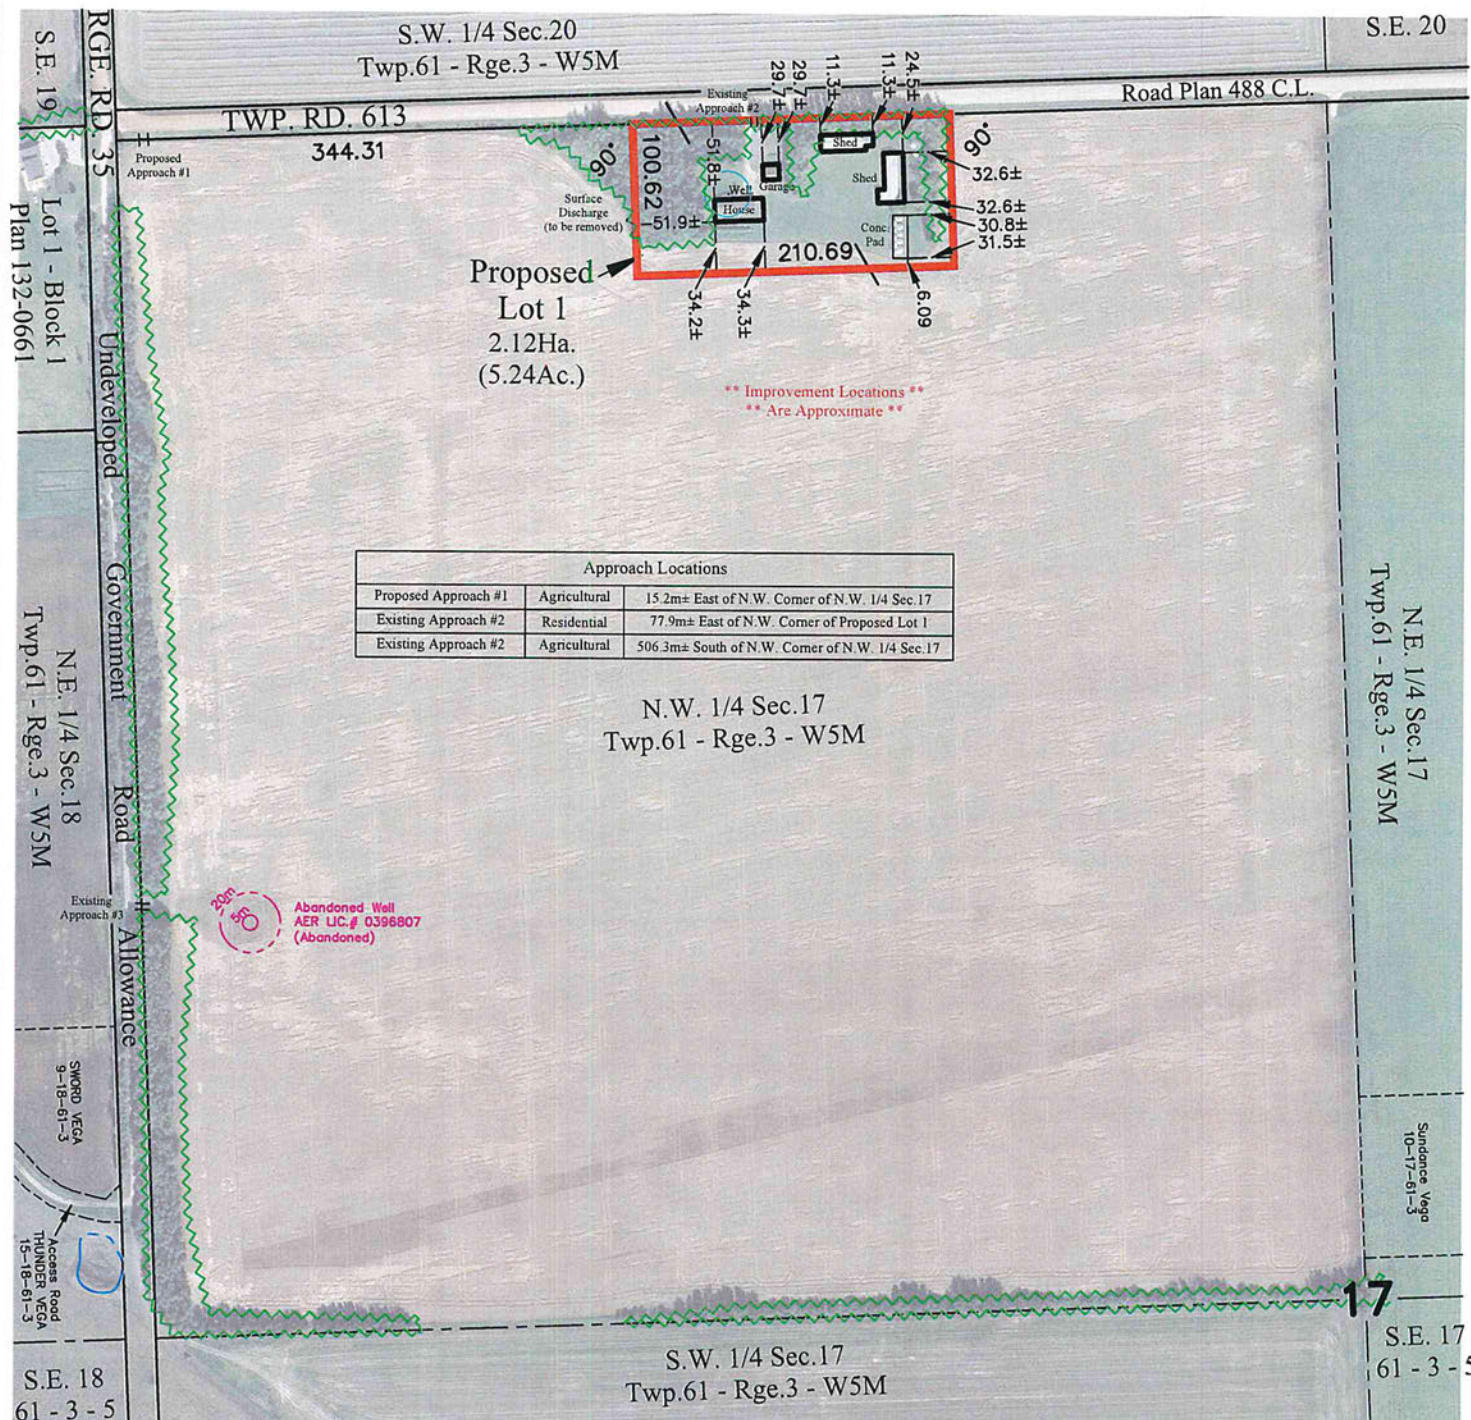 S.W. 1/4 Sec.20
Twp.61 - Rge.3 - W5M
S.E. 20
S.E. 19
RGE. RD. 35
TWP. RD. 613
Road Plan 488 C.L.
344.31
Proposed
Approach #1
Existing
Approach #2
29.7±
29.7±
11.3±
11.3±
24.5±
90°
90°
100.62
51.8±
51.9±
Well
House
Garage
Shed
Shed
Conc.
Pad
32.6±
32.6±
30.8±
31.5±
6.09
210.69
34.2±
34.3±
Surface
Discharge
(to be removed)
Proposed
Lot 1
2.12Ha.
(5.24Ac.)
** Improvement Locations **
** Are Approximate **
Lot 1 - Block 1
Plan 132-0661
Undeveloped Government Road Allowance
Approach Locations
Proposed Approach #1 Agricultural 15.2m± East of N.W. Corner of N.W. 1/4 Sec.17
Existing Approach #2 Residential 77.9m± East of N.W. Corner of Proposed Lot 1
Existing Approach #2 Agricultural 506.3m± South of N.W. Corner of N.W. 1/4 Sec.17
N.W. 1/4 Sec.17
Twp.61 - Rge.3 - W5M
N.E. 1/4 Sec.17
Twp.61 - Rge.3 - W5M
N.E. 1/4 Sec.18
Twp.61 - Rge.3 - W5M
Existing
Approach #3
20m
5m
Abandoned Well
AER LIC.# 0396807
(Abandoned)
SWORD VEGA
9-18-61-3
Sundance Vega
10-17-61-3
Access Road
THUNDER VEGA
15-18-61-3
17
S.E. 17
61 - 3 - 5
S.W. 1/4 Sec.17
Twp.61 - Rge.3 - W5M
S.E. 18
61 - 3 - 5